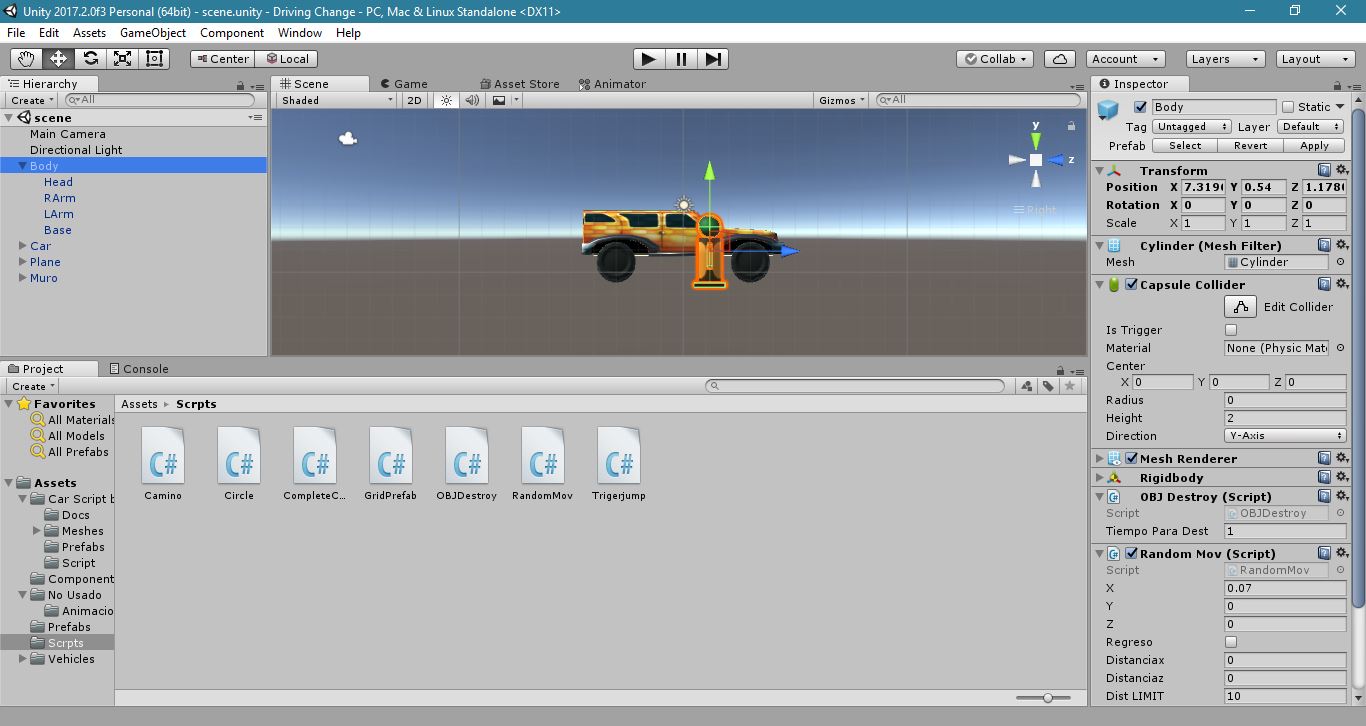 Unity 2017.2.0f3 Personal (64bit) - scene.unity - Driving Change - PC, Mac & Linux Standalone <DX11>
File Edit Assets GameObject Component Window Help
Center Local Collab Account Layers Layout
Hierarchy
Create All
scene
Main Camera
Directional Light
Body
Head
RArm
LArm
Base
Car
Plane
Muro
Scene Game Asset Store Animator
Shaded 2D Gizmos All
y
z
Right
Project Console
Create
Favorites
All Materials
All Models
All Prefabs
Assets
Car Script b
Docs
Meshes
Prefabs
Script
Component
No Usado
Animacio
Prefabs
Scrpts
Vehicles
Assets Scrpts
C# C# C# C# C# C# C#
Camino Circle CompleteC... GridPrefab OBJDestroy RandomMov Trigerjump
Inspector
Body Static
Tag Untagged Layer Default
Prefab Select Revert Apply
Transform
Position X 7.319 Y 0.54 Z 1.178
Rotation X 0 Y 0 Z 0
Scale X 1 Y 1 Z 1
Cylinder (Mesh Filter)
Mesh Cylinder
Capsule Collider
Edit Collider
Is Trigger
Material None (Physic Mat
Center
X 0 Y 0 Z 0
Radius 0
Height 2
Direction Y-Axis
Mesh Renderer
Rigidbody
OBJ Destroy (Script)
Script OBJDestroy
Tiempo Para Dest 1
Random Mov (Script)
Script RandomMov
X 0.07
Y 0
Z 0
Regreso
Distanciax 0
Distanciaz 0
Dist LIMIT 10